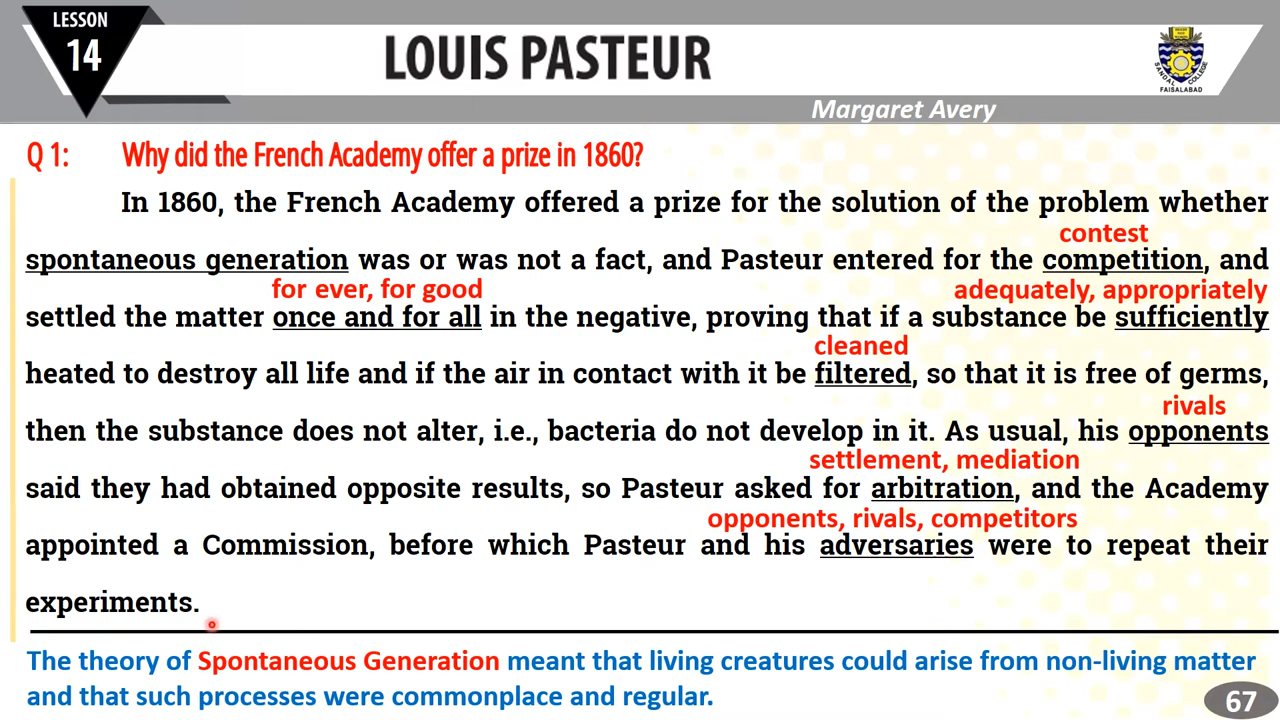 LESSON
14
LOUIS PASTEUR
SANDAL COLLEGE
FAISALABAD
Margaret Avery
Q 1: Why did the French Academy offer a prize in 1860?
In 1860, the French Academy offered a prize for the solution of the problem whether
contest
spontaneous generation was or was not a fact, and Pasteur entered for the competition, and
for ever, for good adequately, appropriately
settled the matter once and for all in the negative, proving that if a substance be sufficiently
cleaned
heated to destroy all life and if the air in contact with it be filtered, so that it is free of germs,
rivals
then the substance does not alter, i.e., bacteria do not develop in it. As usual, his opponents
settlement, mediation
said they had obtained opposite results, so Pasteur asked for arbitration, and the Academy
opponents, rivals, competitors
appointed a Commission, before which Pasteur and his adversaries were to repeat their
experiments.
The theory of Spontaneous Generation meant that living creatures could arise from non-living matter
and that such processes were commonplace and regular.
67